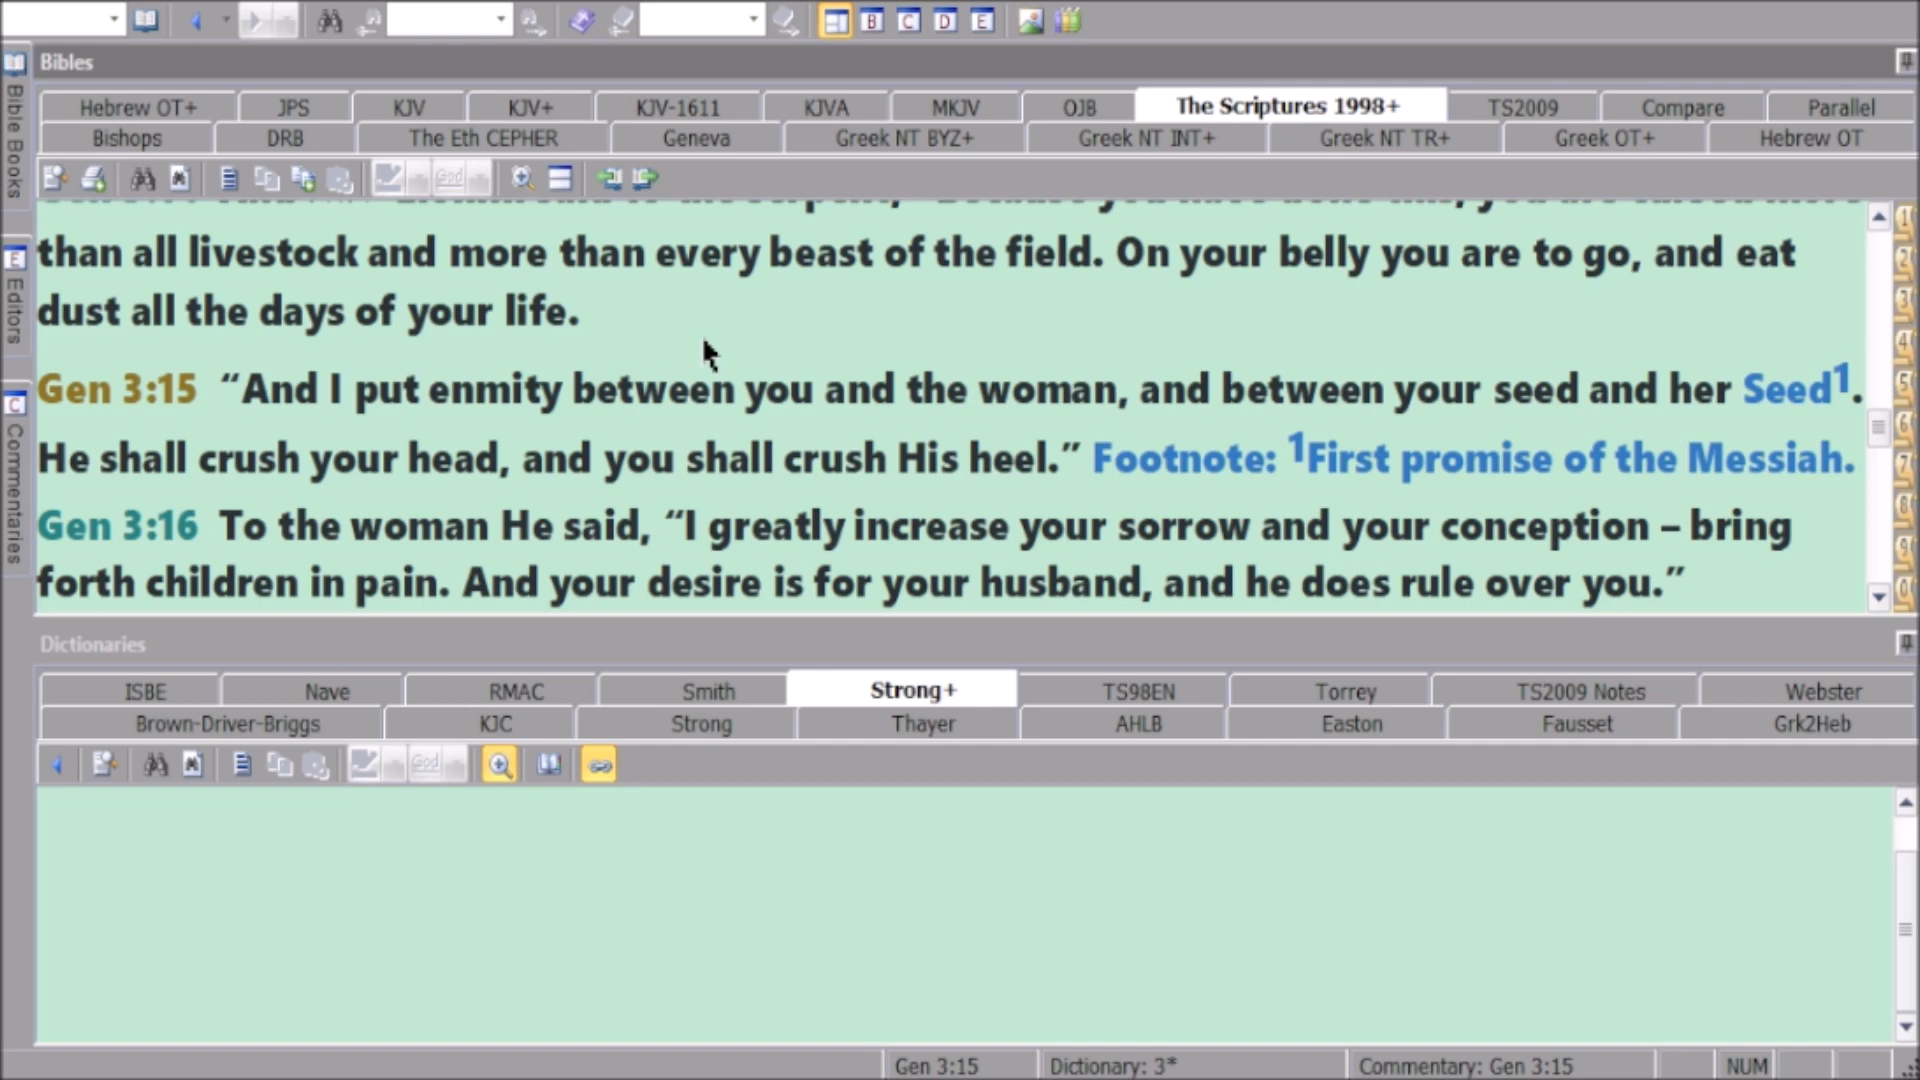 B C D E
Bibles
Hebrew OT+ JPS KJV KJV+ KJV-1611 KJVA MKJV OJB The Scriptures 1998+ TS2009 Compare Parallel
Bishops DRB The Eth CEPHER Geneva Greek NT BYZ+ Greek NT INT+ Greek NT TR+ Greek OT+ Hebrew OT
Bible Books
E Editors
C Commentaries
God
than all livestock and more than every beast of the field. On your belly you are to go, and eat
dust all the days of your life.
Gen 3:15 “And I put enmity between you and the woman, and between your seed and her Seed1.
He shall crush your head, and you shall crush His heel.” Footnote: 1First promise of the Messiah.
Gen 3:16 To the woman He said, “I greatly increase your sorrow and your conception – bring
forth children in pain. And your desire is for your husband, and he does rule over you.”
Dictionaries
ISBE Nave RMAC Smith Strong+ TS98EN Torrey TS2009 Notes Webster
Brown-Driver-Briggs KJC Strong Thayer AHLB Easton Fausset Grk2Heb
God
Gen 3:15 Dictionary: 3* Commentary: Gen 3:15 NUM